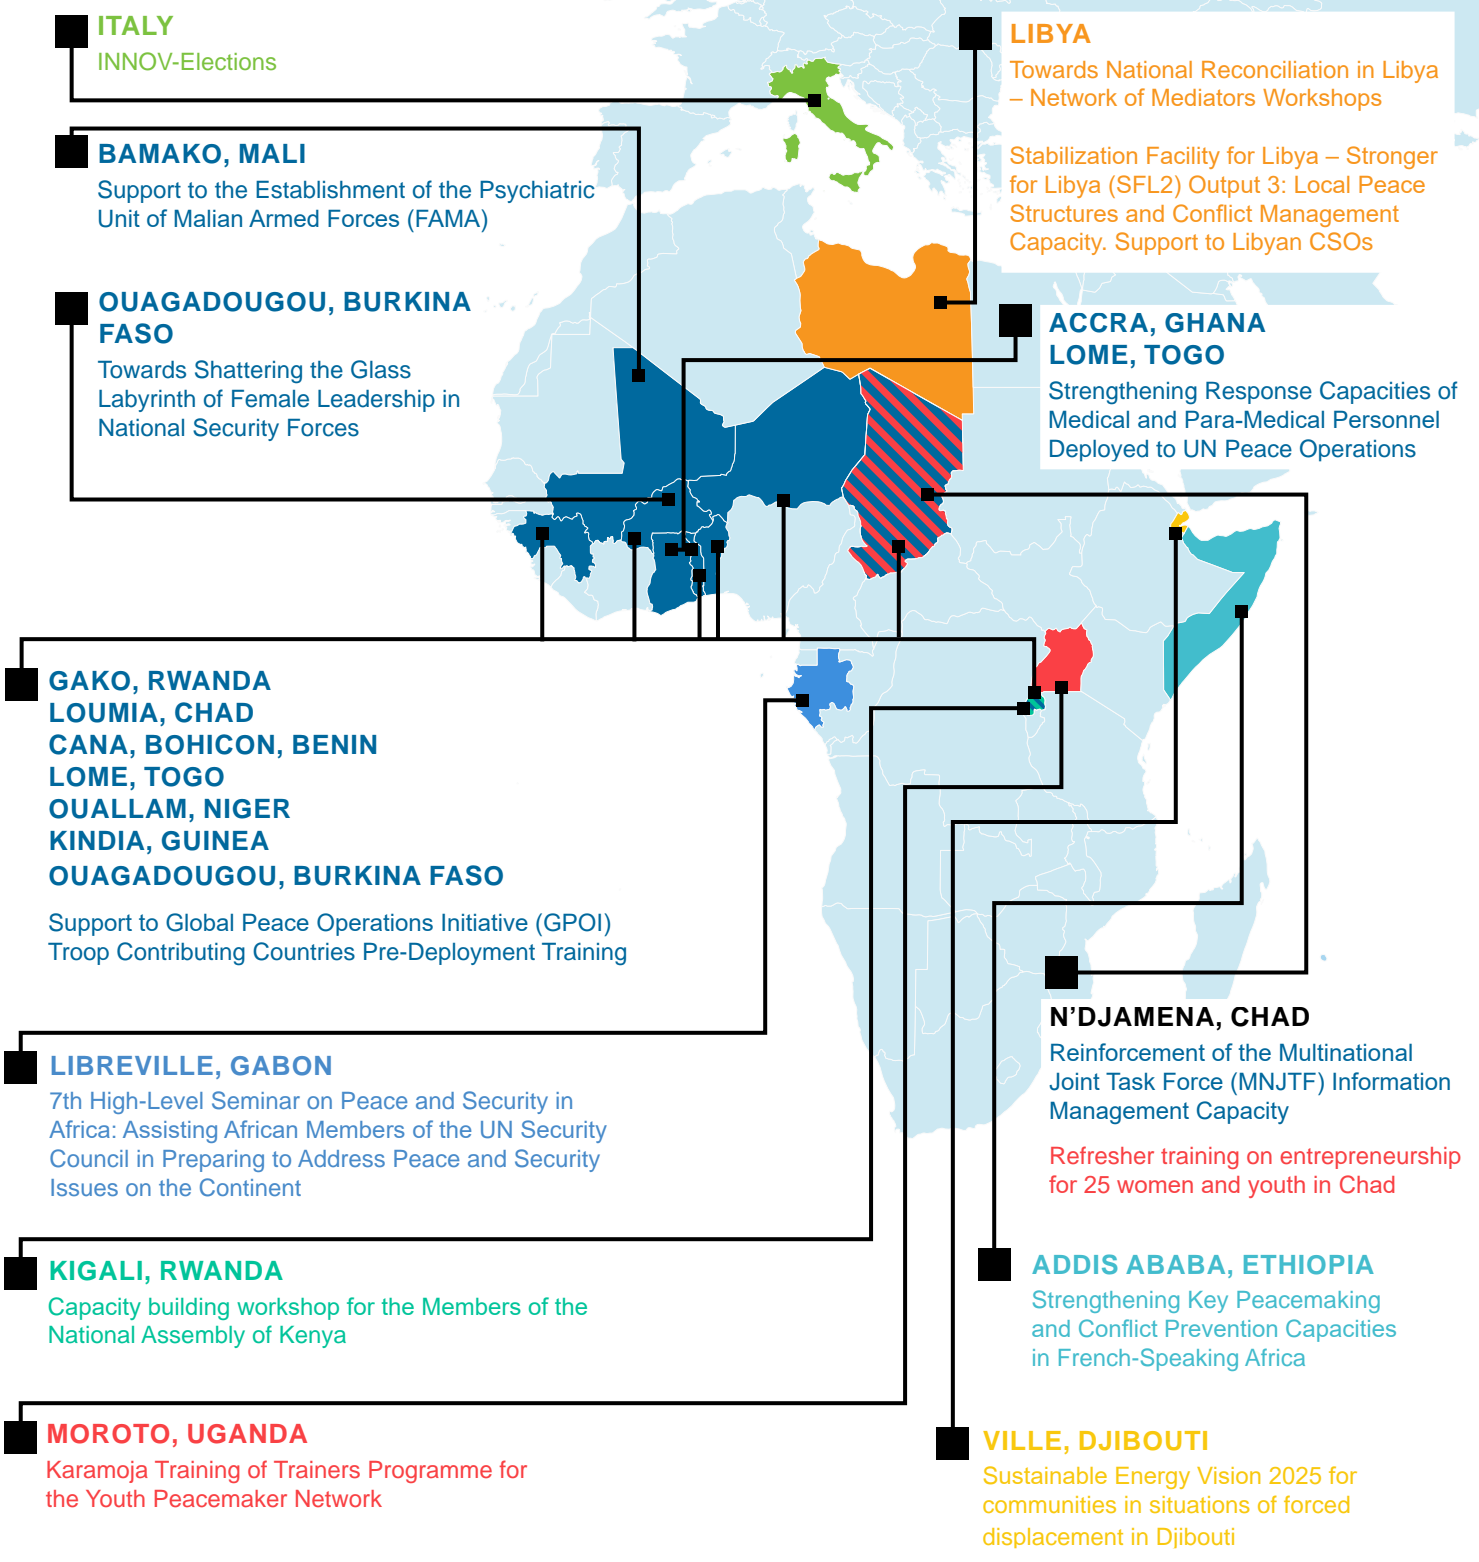 ITALY
INNOV-Elections
BAMAKO, MALI
Support to the Establishment of the Psychiatric
Unit of Malian Armed Forces (FAMA)
OUAGADOUGOU, BURKINA
FASO
Towards Shattering the Glass
Labyrinth of Female Leadership in
National Security Forces
LIBYA
Towards National Reconciliation in Libya
– Network of Mediators Workshops
Stabilization Facility for Libya – Stronger
for Libya (SFL2) Output 3: Local Peace
Structures and Conflict Management
Capacity. Support to Libyan CSOs
ACCRA, GHANA
LOME, TOGO
Strengthening Response Capacities of
Medical and Para-Medical Personnel
Deployed to UN Peace Operations
GAKO, RWANDA
LOUMIA, CHAD
CANA, BOHICON, BENIN
LOME, TOGO
OUALLAM, NIGER
KINDIA, GUINEA
OUAGADOUGOU, BURKINA FASO
Support to Global Peace Operations Initiative (GPOI)
Troop Contributing Countries Pre-Deployment Training
LIBREVILLE, GABON
7th High-Level Seminar on Peace and Security in
Africa: Assisting African Members of the UN Security
Council in Preparing to Address Peace and Security
Issues on the Continent
KIGALI, RWANDA
Capacity building workshop for the Members of the
National Assembly of Kenya
MOROTO, UGANDA
Karamoja Training of Trainers Programme for
the Youth Peacemaker Network
N’DJAMENA, CHAD
Reinforcement of the Multinational
Joint Task Force (MNJTF) Information
Management Capacity
Refresher training on entrepreneurship
for 25 women and youth in Chad
ADDIS ABABA, ETHIOPIA
Strengthening Key Peacemaking
and Conflict Prevention Capacities
in French-Speaking Africa
VILLE, DJIBOUTI
Sustainable Energy Vision 2025 for
communities in situations of forced
displacement in Djibouti